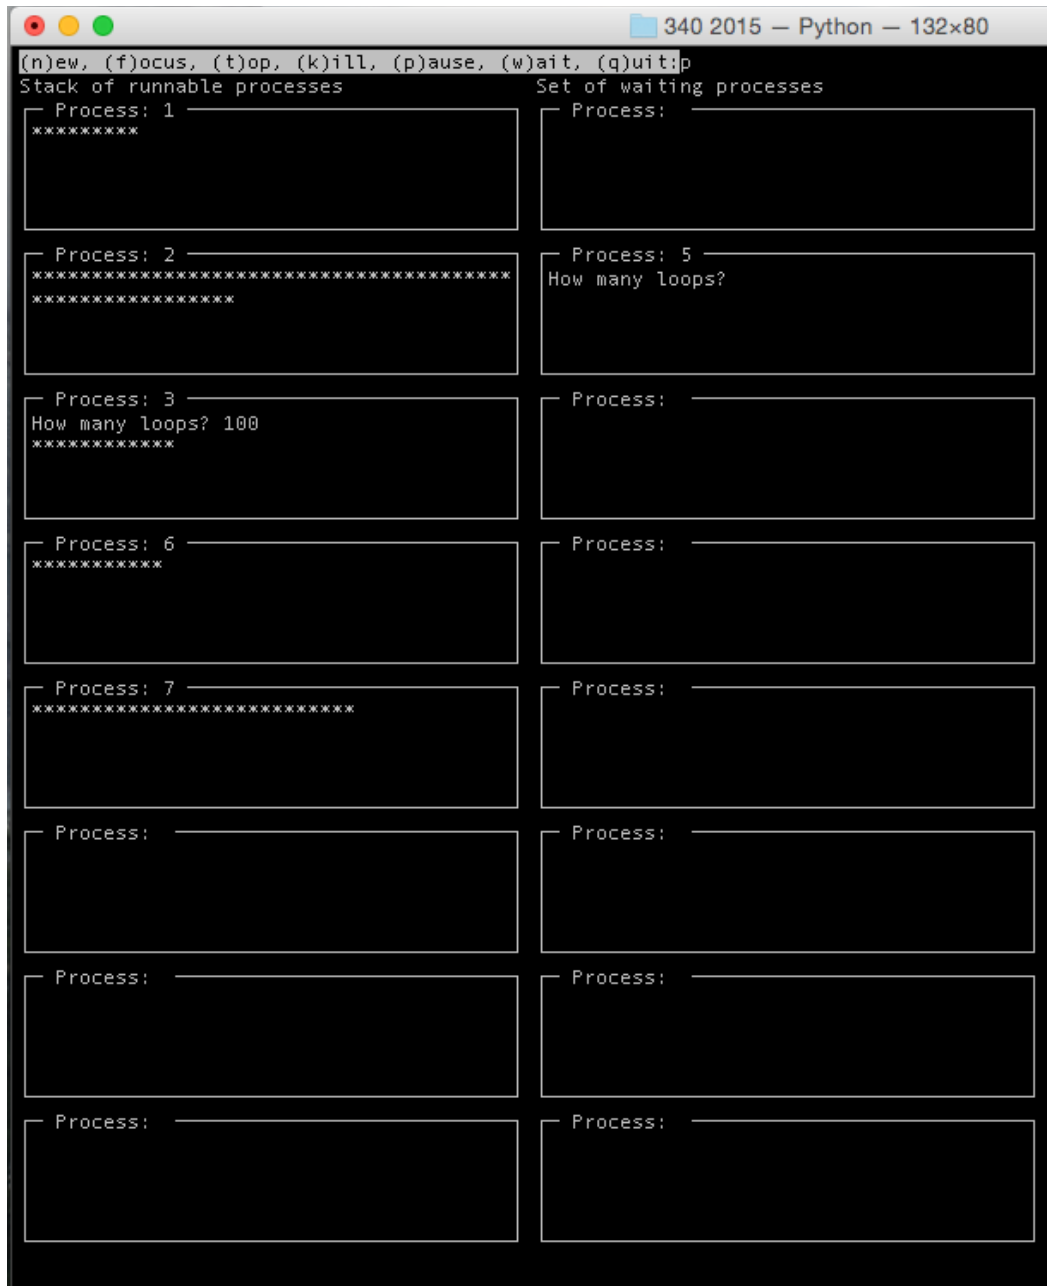 340 2015 — Python — 132×80
(n)ew, (f)ocus, (t)op, (k)ill, (p)ause, (w)ait, (q)uit:p
Stack of runnable processes
Set of waiting processes
Process: 1
*********
Process:
Process: 2
****************************************
*****************
Process: 5
How many loops?
Process: 3
How many loops? 100
************
Process:
Process: 6
***********
Process:
Process: 7
***************************
Process:
Process:
Process:
Process:
Process:
Process:
Process: